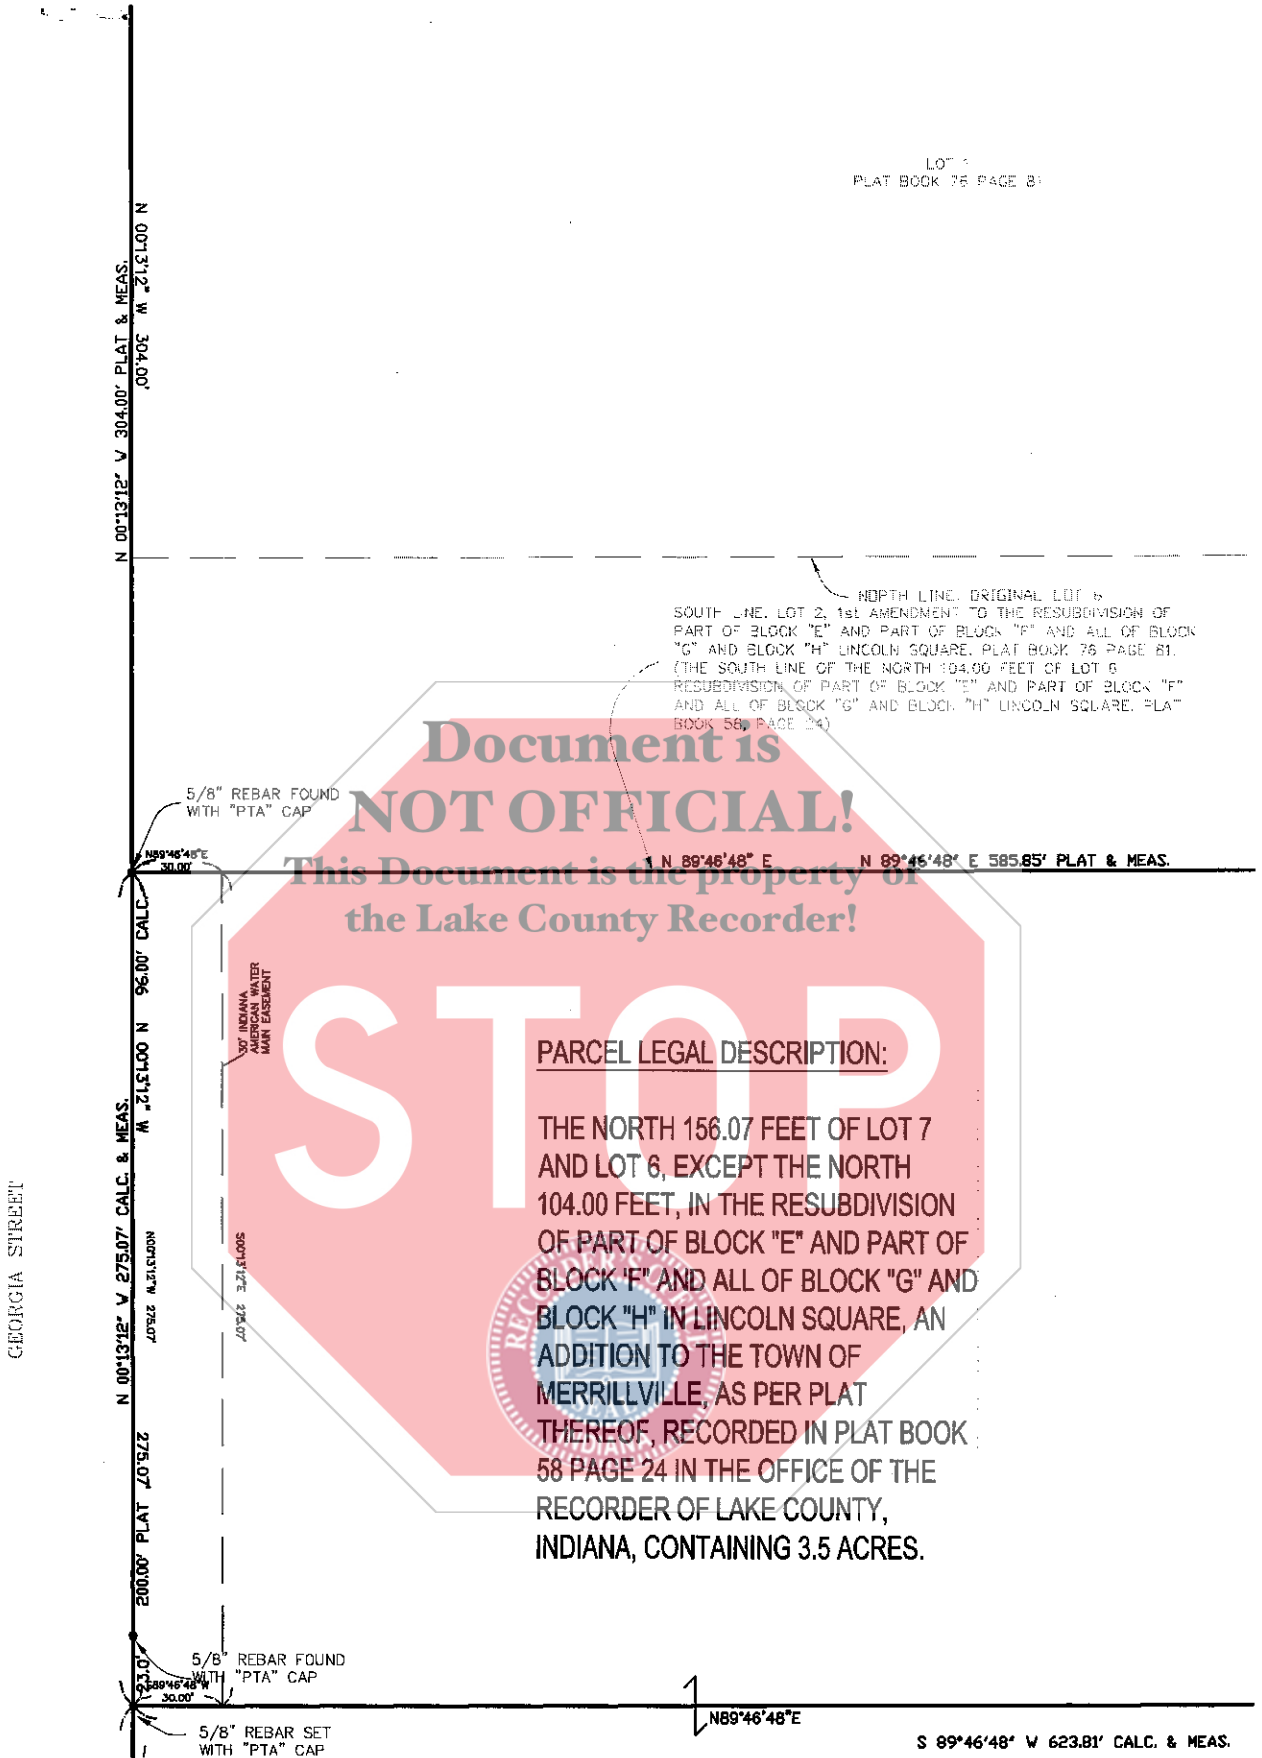 LOT
PLAT BOOK 76 PAGE 81
N 00°13'12" W 304.00' PLAT & MEAS.
N 00°13'12" W 304.00'
NORTH LINE, ORIGINAL LOT 6
SOUTH LINE, LOT 2, 1st AMENDMENT TO THE RESUBDIVISION OF
PART OF BLOCK "E" AND PART OF BLOCK "F" AND ALL OF BLOCK
"G" AND BLOCK "H" LINCOLN SQUARE, PLAT BOOK 76 PAGE 81.
(THE SOUTH LINE OF THE NORTH 104.00 FEET OF LOT 6
RESUBDIVISION OF PART OF BLOCK "E" AND PART OF BLOCK "F"
AND ALL OF BLOCK "G" AND BLOCK "H" LINCOLN SQUARE, PLAT
BOOK 58, PAGE 24)
Document is
NOT OFFICIAL!
This Document is the property of
the Lake County Recorder!
5/8" REBAR FOUND
WITH "PTA" CAP
N89°46'48"E
30.00'
N 89°46'48" E
N 89°46'48" E 585.85' PLAT & MEAS.
96.00' CALC
N 0°13'12" W
30' INDIANA
AMERICAN WATER
MAIN EASEMENT
STOP
PARCEL LEGAL DESCRIPTION:
THE NORTH 156.07 FEET OF LOT 7
AND LOT 6, EXCEPT THE NORTH
104.00 FEET, IN THE RESUBDIVISION
OF PART OF BLOCK "E" AND PART OF
BLOCK 'F" AND ALL OF BLOCK "G" AND
BLOCK "H" IN LINCOLN SQUARE, AN
ADDITION TO THE TOWN OF
MERRILLVILLE, AS PER PLAT
THEREOF, RECORDED IN PLAT BOOK
58 PAGE 24 IN THE OFFICE OF THE
RECORDER OF LAKE COUNTY,
INDIANA, CONTAINING 3.5 ACRES.
RECORDER'S OFFICE
SEAL
INDIANA
GEORGIA STREET
N 00°13'12" W 275.07' CALC. & MEAS.
N00°13'12"W 275.07'
S00°13'12"E 275.07'
275.07'
200.00' PLAT
23.0'
5/8" REBAR FOUND
WITH "PTA" CAP
S89°46'48"W
30.00'
5/8" REBAR SET
WITH "PTA" CAP
N89°46'48"E
S 89°46'48" W 623.81' CALC. & MEAS.